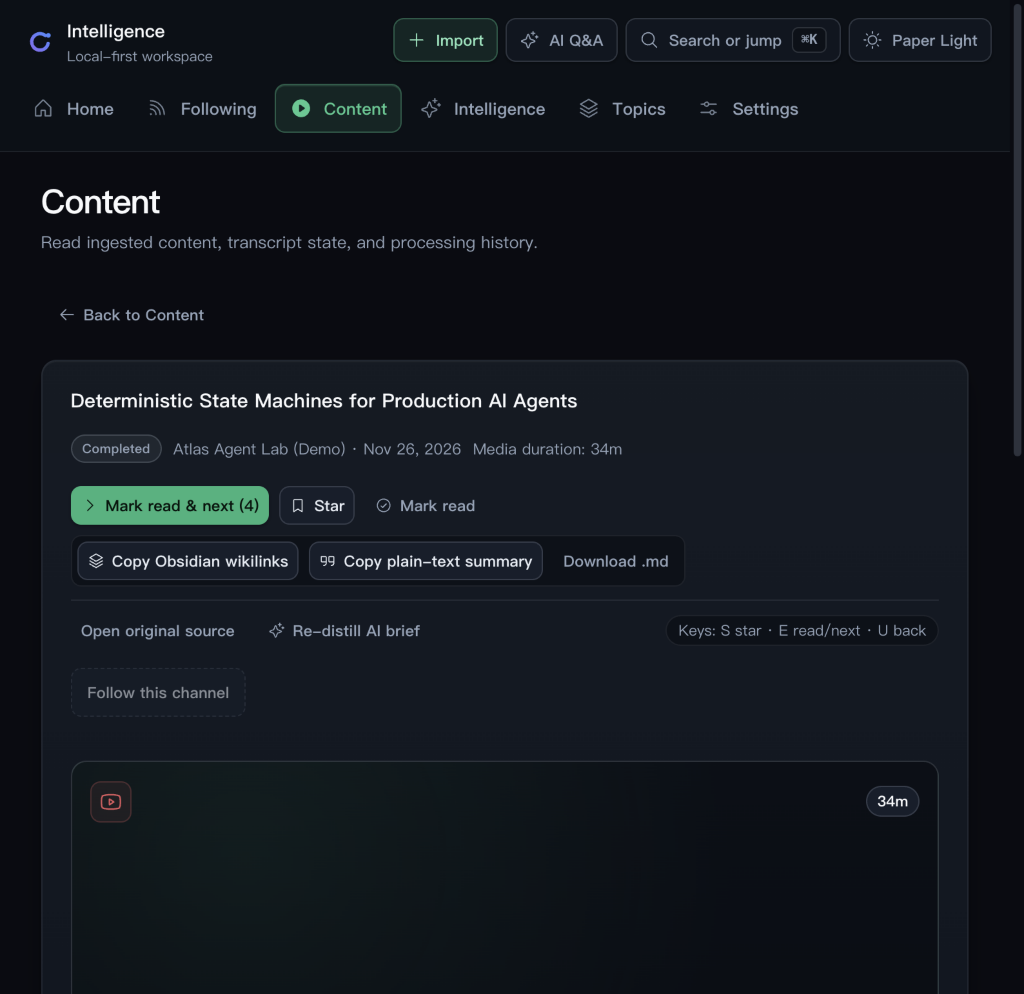 Intelligence
Local-first workspace
Import
AI Q&A
Search or jump ⌘K
Paper Light
Home
Following
Content
Intelligence
Topics
Settings
Content
Read ingested content, transcript state, and processing history.
← Back to Content
Deterministic State Machines for Production AI Agents
Completed Atlas Agent Lab (Demo) · Nov 26, 2026 Media duration: 34m
Mark read & next (4)
Star
Mark read
Copy Obsidian wikilinks
Copy plain-text summary
Download .md
Open original source
Re-distill AI brief
Keys: S star · E read/next · U back
Follow this channel
34m